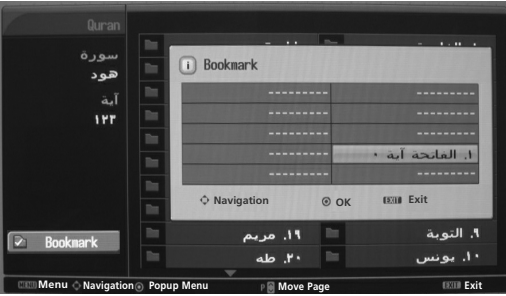 Quran
سورة
هود
آية
١٢٣
Bookmark
Bookmark
--------- --------
--------- --------
--------- --------
--------- ١. الفاتحة آية ٠
--------- --------
Navigation OK EXIT Exit
١٩. مريم ٩. التوبة
٢٠. طه ١٠. يونس
MENU Menu Navigation Popup Menu P Move Page EXIT Exit